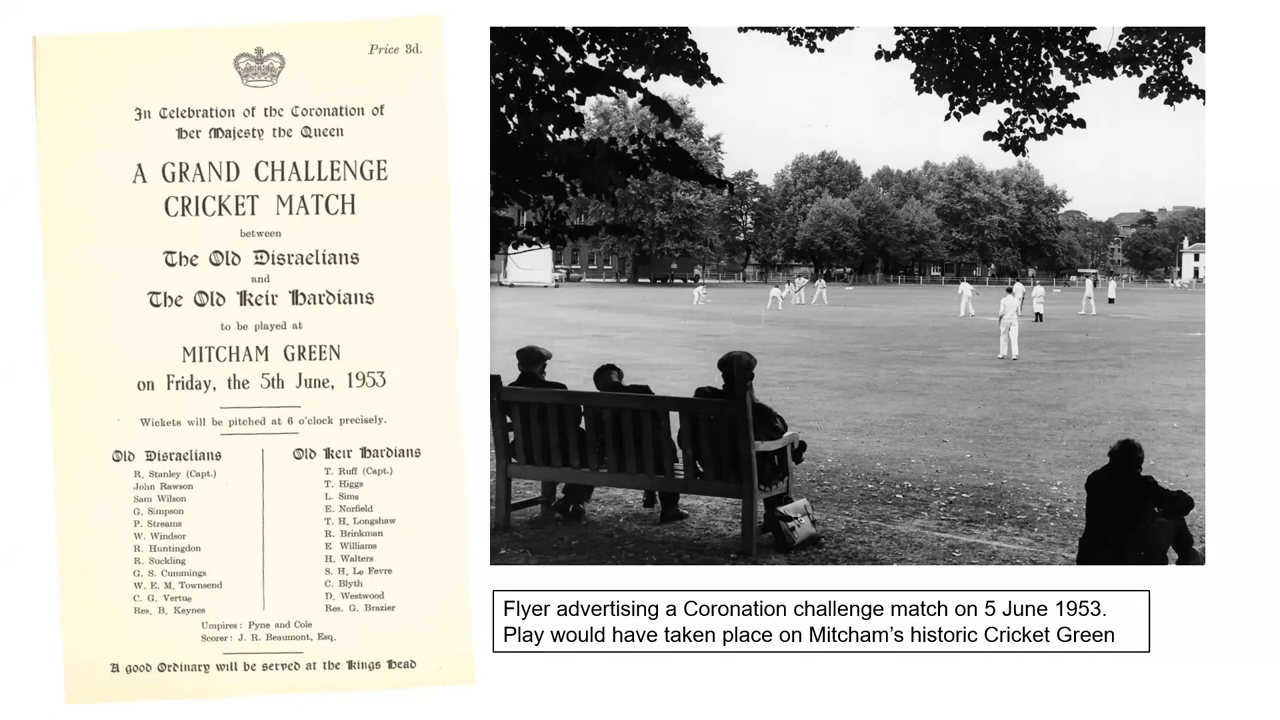 Price 3d.
In Celebration of the Coronation of
Her Majesty the Queen
A GRAND CHALLENGE
CRICKET MATCH
between
The Old Disraelians
and
The Old Keir Hardians
to be played at
MITCHAM GREEN
on Friday, the 5th June, 1953
Wickets will be pitched at 6 o'clock precisely.
Old Disraelians
R. Stanley (Capt.)
John Rawson
Sam Wilson
G. Simpson
P. Streams
W. Windsor
R. Huntingdon
R. Suckling
G. S. Cummings
W. E. M. Townsend
C. G. Vertue
Res. B. Keynes
Old Keir Hardians
T. Ruff (Capt.)
T. Higgs
L. Sims
E. Norfield
T. H. Longshaw
R. Brinkman
E. Williams
H. Walters
S. H. Le Fevre
C. Blyth
D. Westwood
Res. G. Brazier
Umpires: Pyne and Cole
Scorer: J. R. Beaumont, Esq.
A good Ordinary will be served at the Kings Head
Flyer advertising a Coronation challenge match on 5 June 1953.
Play would have taken place on Mitcham’s historic Cricket Green